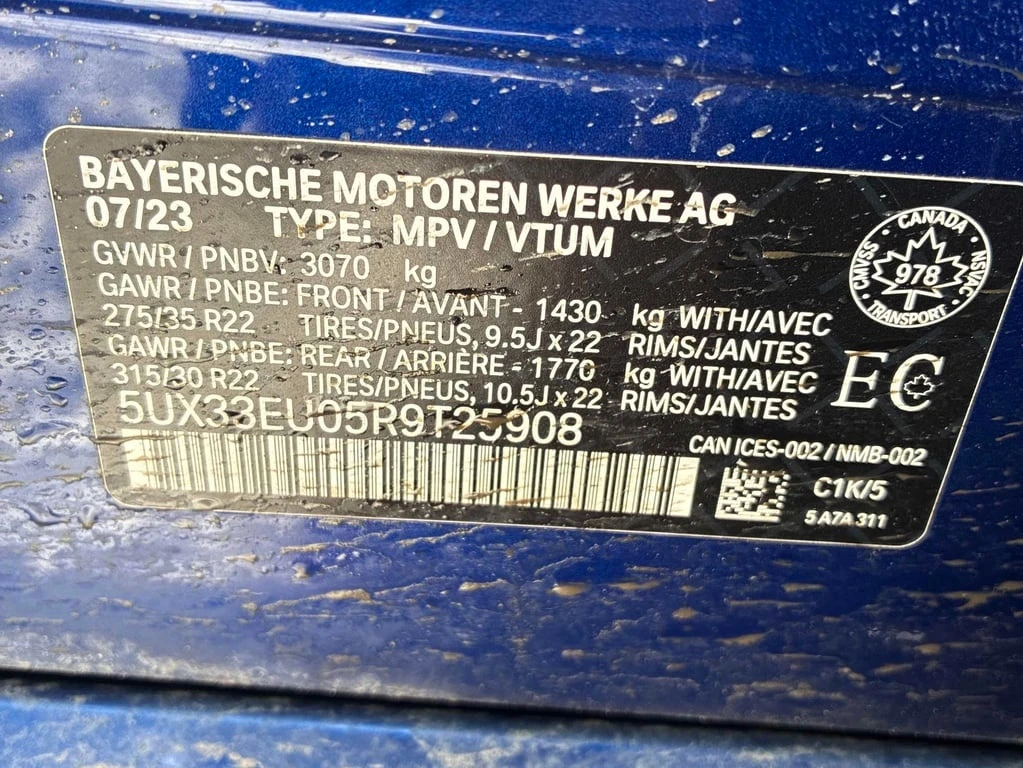 BAYERISCHE MOTOREN WERKE AG
07/23 TYPE: MPV / VTUM
GVWR / PNBV: 3070 kg
GAWR / PNBE: FRONT / AVANT - 1430 kg WITH/AVEC
275/35 R22 TIRES/PNEUS, 9.5J x 22 RIMS/JANTES
GAWR / PNBE: REAR / ARRIÈRE - 1770 kg WITH/AVEC
315/30 R22 TIRES/PNEUS, 10.5J x 22 RIMS/JANTES
5UX33EU05R9T25908
CANADA
CMVSS
978
NSVAC
TRANSPORT
EC
CAN ICES-002 / NMB-002
C1K/5
5 A7A 311